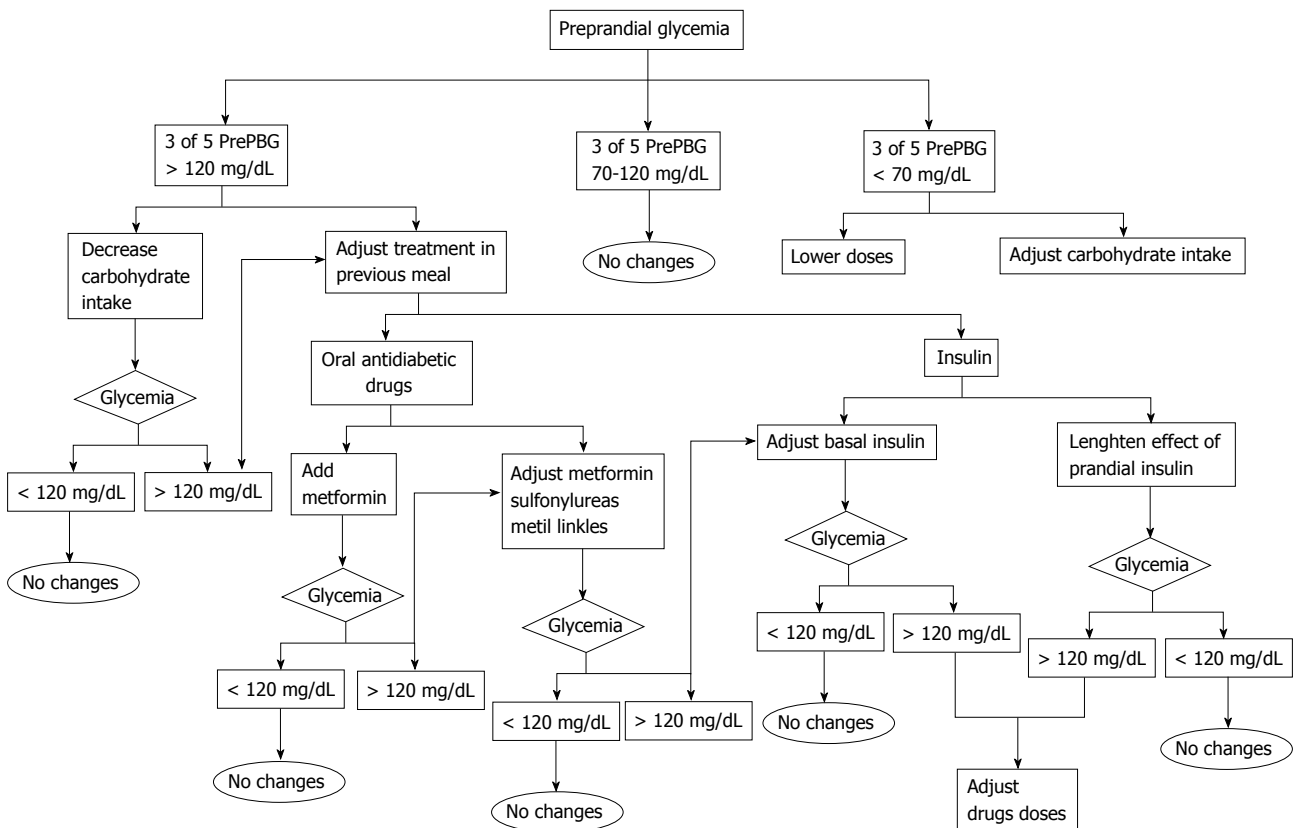 Preprandial glycemia
3 of 5 PrePBG
> 120 mg/dL
3 of 5 PrePBG
70-120 mg/dL
3 of 5 PrePBG
< 70 mg/dL
Decrease
carbohydrate
intake
Adjust treatment in
previous meal
No changes
Lower doses
Adjust carbohydrate intake
Oral antidiabetic
drugs
Insulin
Glycemia
< 120 mg/dL
> 120 mg/dL
No changes
Add
metformin
Adjust metformin
sulfonylureas
metil linkles
Adjust basal insulin
Lenghten effect of
prandial insulin
Glycemia
< 120 mg/dL
> 120 mg/dL
No changes
Glycemia
< 120 mg/dL
> 120 mg/dL
No changes
Glycemia
< 120 mg/dL
> 120 mg/dL
No changes
Glycemia
> 120 mg/dL
< 120 mg/dL
No changes
Adjust
drugs doses